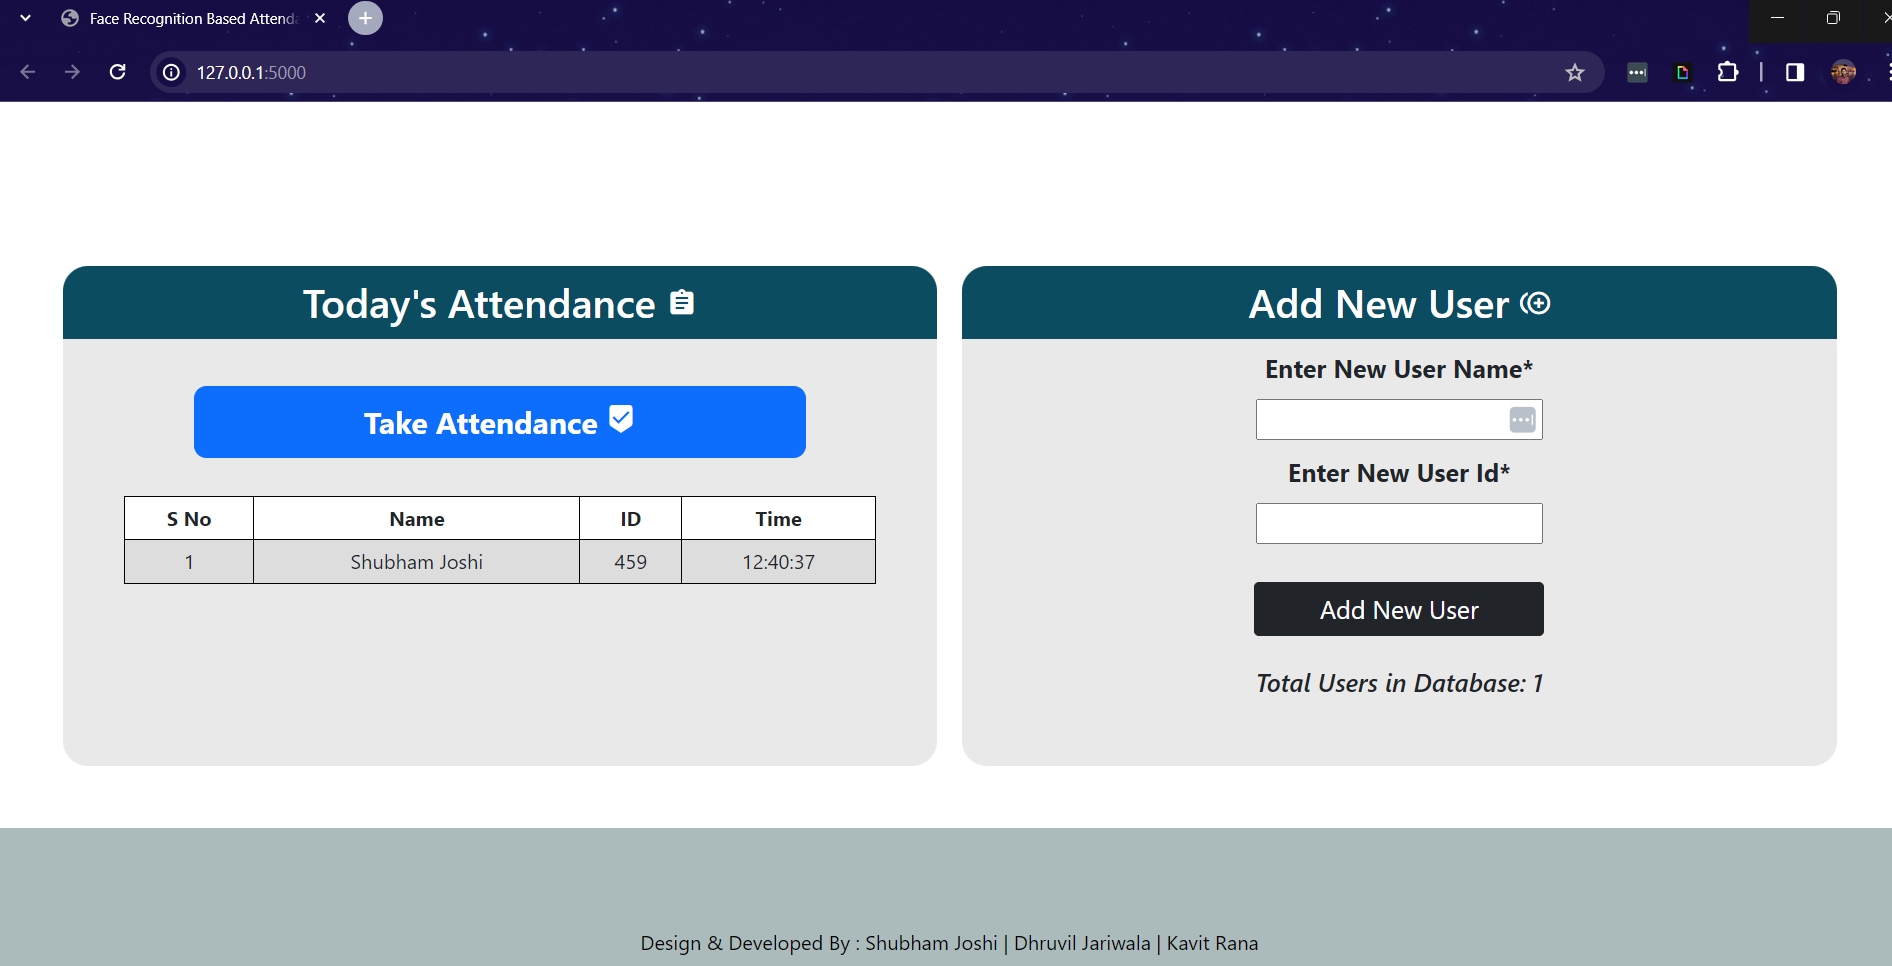 Face Recognition Based Attend
127.0.0.1:5000
Today's Attendance
Take Attendance
S No Name ID Time
1 Shubham Joshi 459 12:40:37
Add New User
Enter New User Name*
Enter New User Id*
Add New User
Total Users in Database: 1
Design & Developed By : Shubham Joshi | Dhruvil Jariwala | Kavit Rana